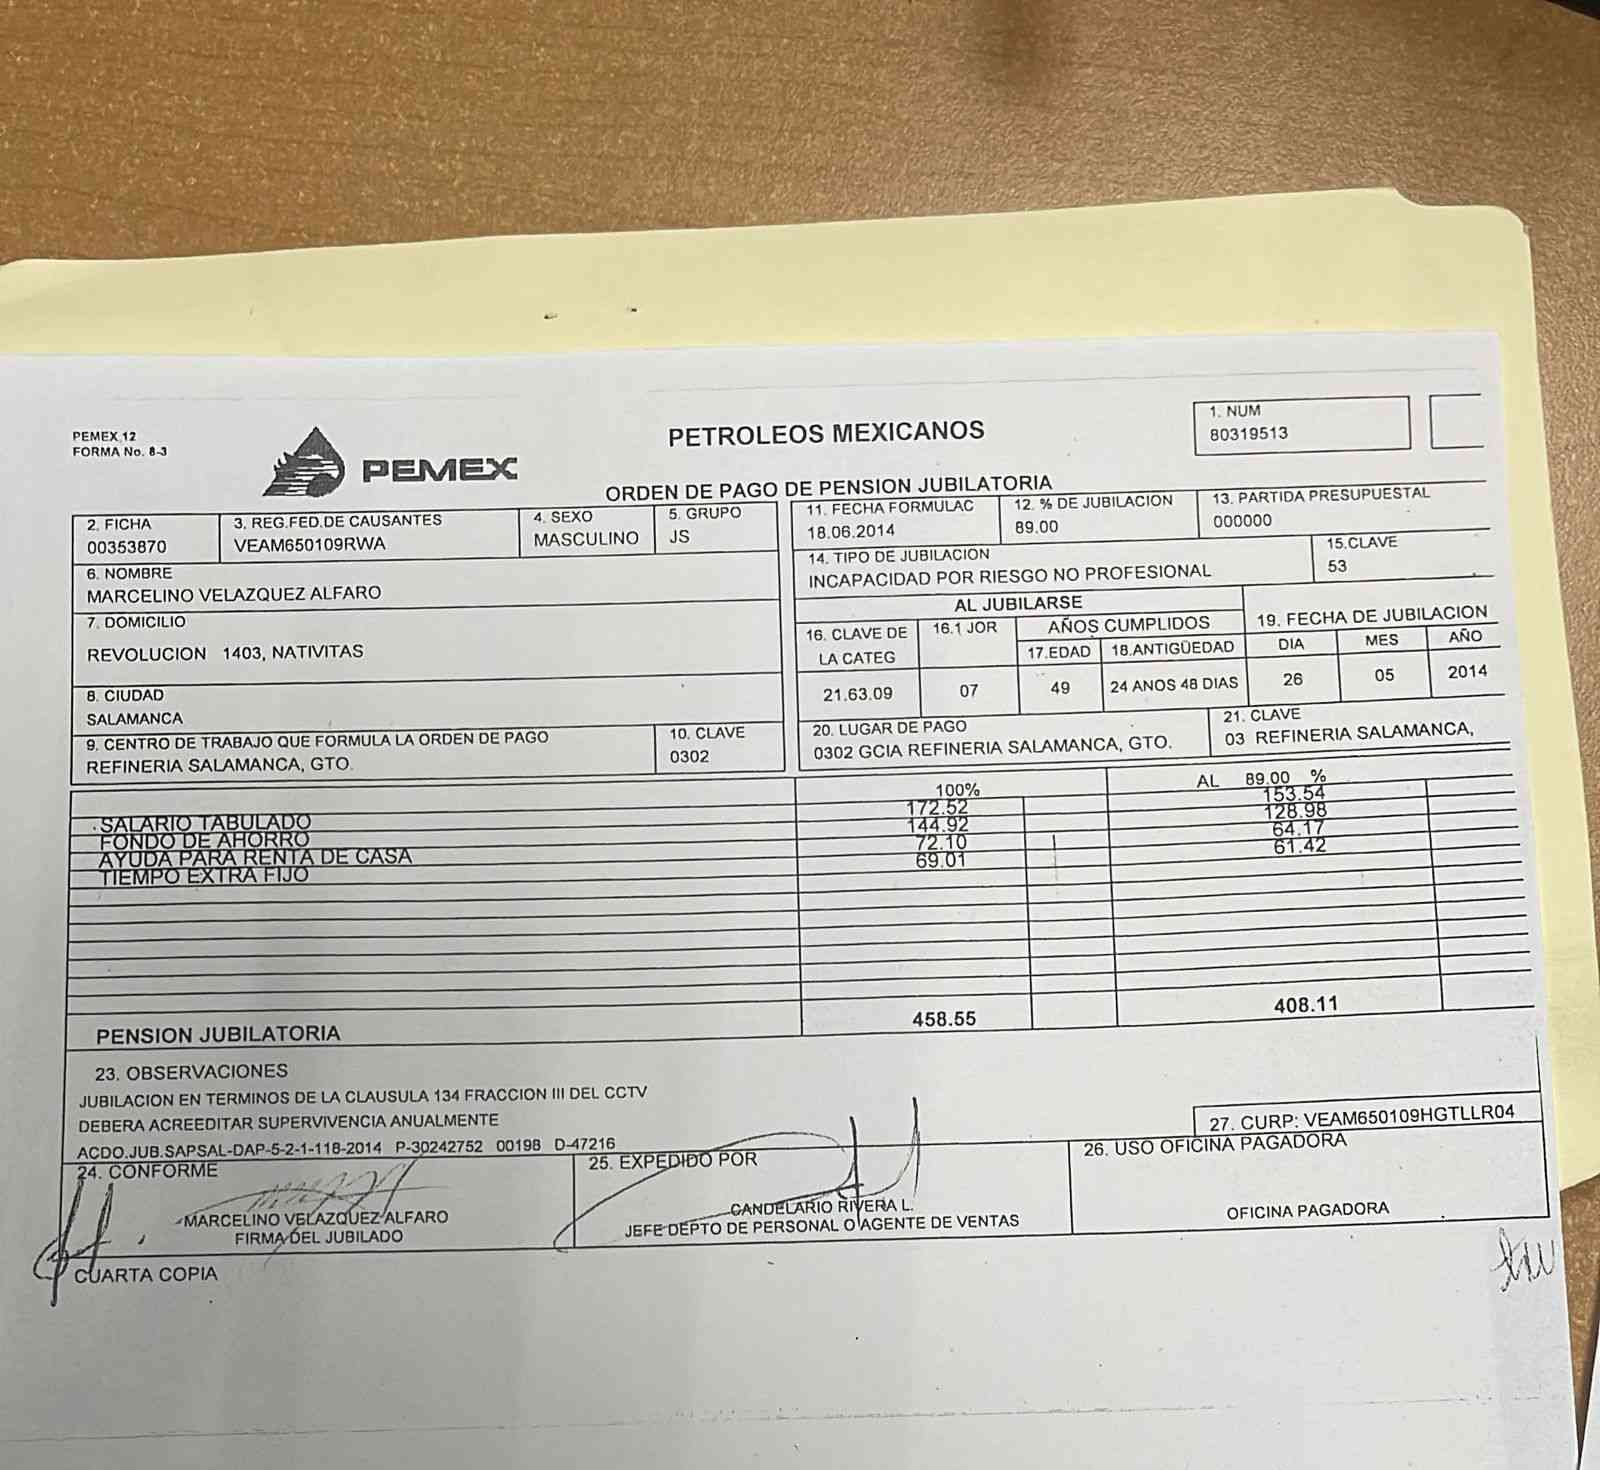 PEMEX 12
FORMA No. 8-3
PEMEX
PETROLEOS MEXICANOS
ORDEN DE PAGO DE PENSION JUBILATORIA
1. NUM
80319513
2. FICHA
00353870
3. REG.FED.DE CAUSANTES
VEAM650109RWA
4. SEXO
MASCULINO
5. GRUPO
JS
11. FECHA FORMULAC
18.06.2014
12. % DE JUBILACION
89.00
13. PARTIDA PRESUPUESTAL
000000
6. NOMBRE
MARCELINO VELAZQUEZ ALFARO
14. TIPO DE JUBILACION
INCAPACIDAD POR RIESGO NO PROFESIONAL
15.CLAVE
53
7. DOMICILIO
REVOLUCION 1403, NATIVITAS
AL JUBILARSE
16. CLAVE DE
LA CATEG
21.63.09
16.1 JOR
07
AÑOS CUMPLIDOS
17.EDAD
49
18.ANTIGÜEDAD
24 ANOS 48 DIAS
19. FECHA DE JUBILACION
DIA MES AÑO
26 05 2014
8. CIUDAD
SALAMANCA
9. CENTRO DE TRABAJO QUE FORMULA LA ORDEN DE PAGO
REFINERIA SALAMANCA, GTO.
10. CLAVE
0302
20. LUGAR DE PAGO
0302 GCIA REFINERIA SALAMANCA, GTO.
21. CLAVE
03 REFINERIA SALAMANCA,
100% AL 89.00 %
SALARIO TABULADO 172.52 153.54
FONDO DE AHORRO 144.92 128.98
AYUDA PARA RENTA DE CASA 72.10 64.17
TIEMPO EXTRA FIJO 69.01 61.42
PENSION JUBILATORIA 458.55 408.11
23. OBSERVACIONES
JUBILACION EN TERMINOS DE LA CLAUSULA 134 FRACCION III DEL CCTV
DEBERA ACREEDITAR SUPERVIVENCIA ANUALMENTE
ACDO.JUB.SAPSAL-DAP-5-2-1-118-2014 P-30242752 00198 D-47216
27. CURP: VEAM650109HGTLLR04
24. CONFORME
MARCELINO VELAZQUEZ ALFARO
FIRMA DEL JUBILADO
25. EXPEDIDO POR
CANDELARIO RIVERA L.
JEFE DEPTO DE PERSONAL O AGENTE DE VENTAS
26. USO OFICINA PAGADORA
OFICINA PAGADORA
CUARTA COPIA